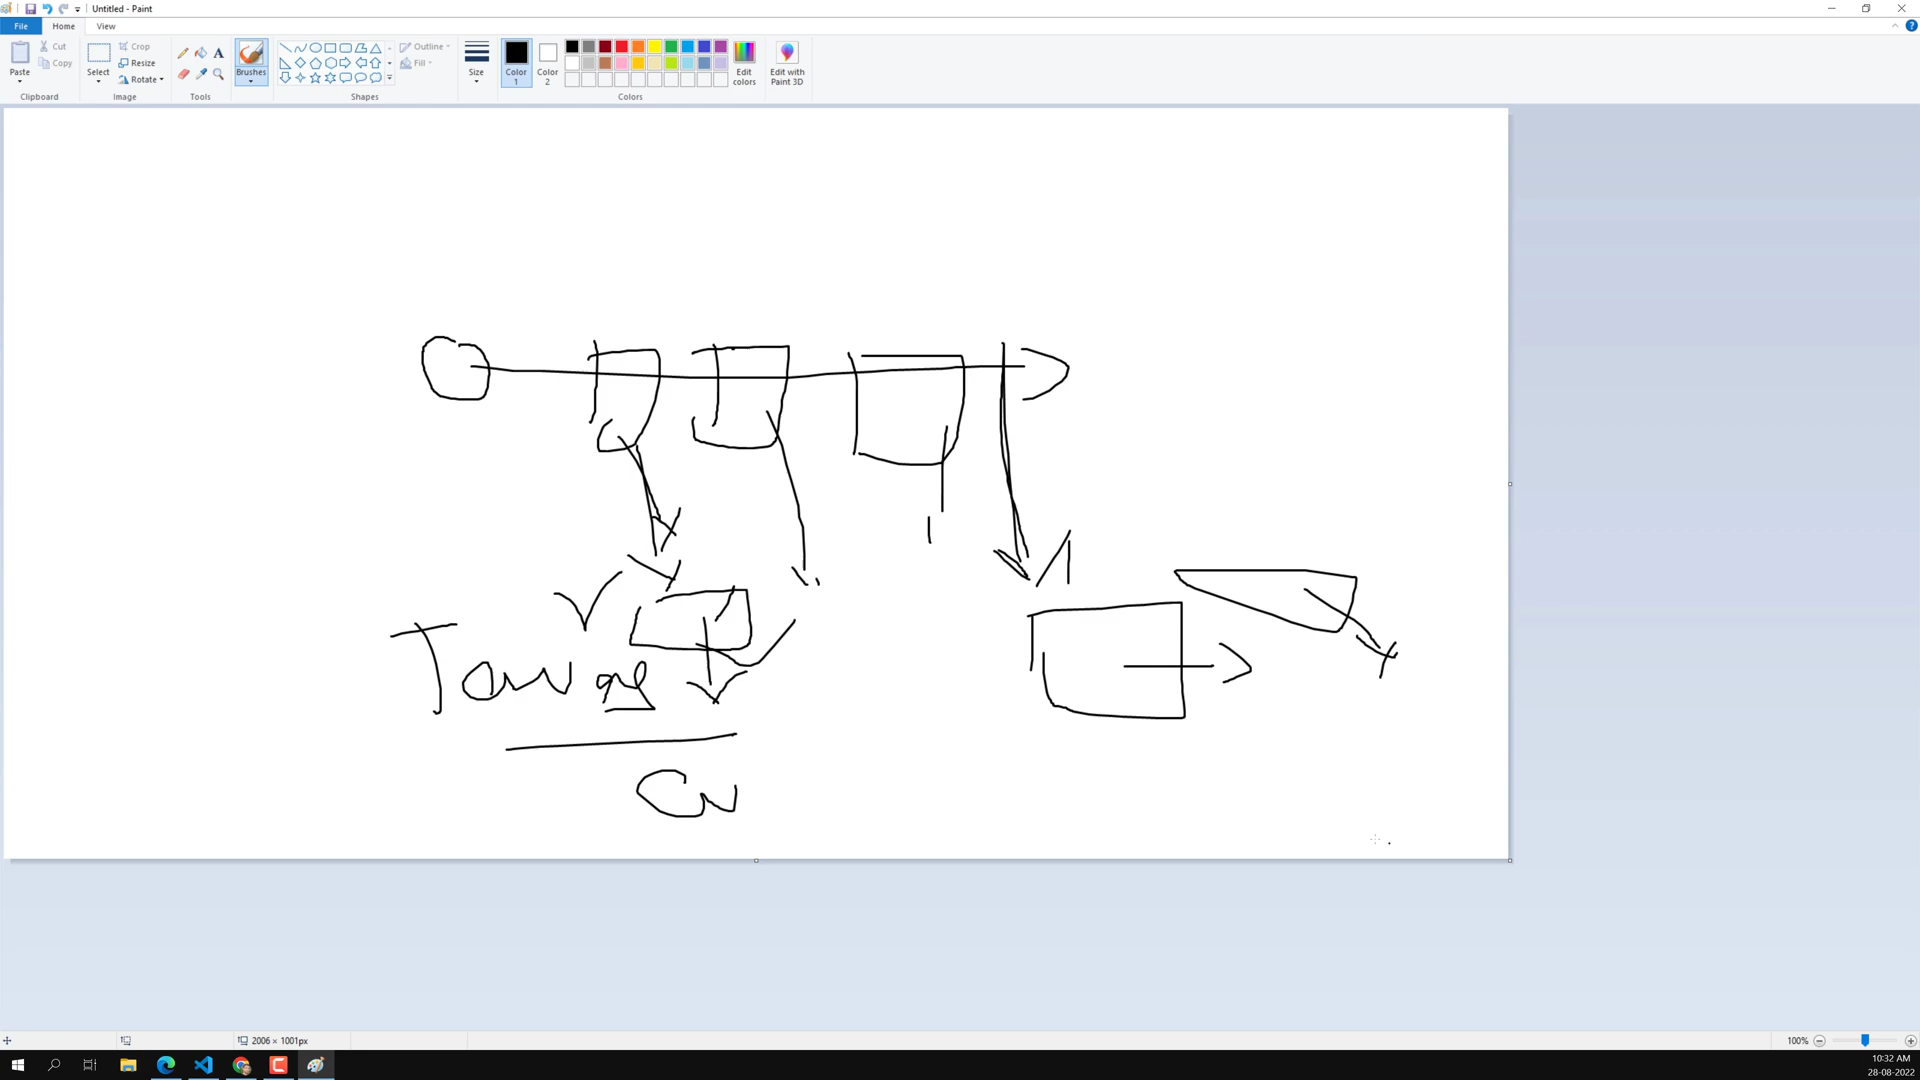 Untitled - Paint
File
Home
View
Paste
Cut
Copy
Clipboard
Select
Crop
Resize
Rotate
Image
Tools
Brushes
Outline
Fill
Shapes
Size
Color 1
Color 2
Edit colors
Edit with Paint 3D
Colors
2006 × 1001px
100%
10:32 AM
28-08-2022